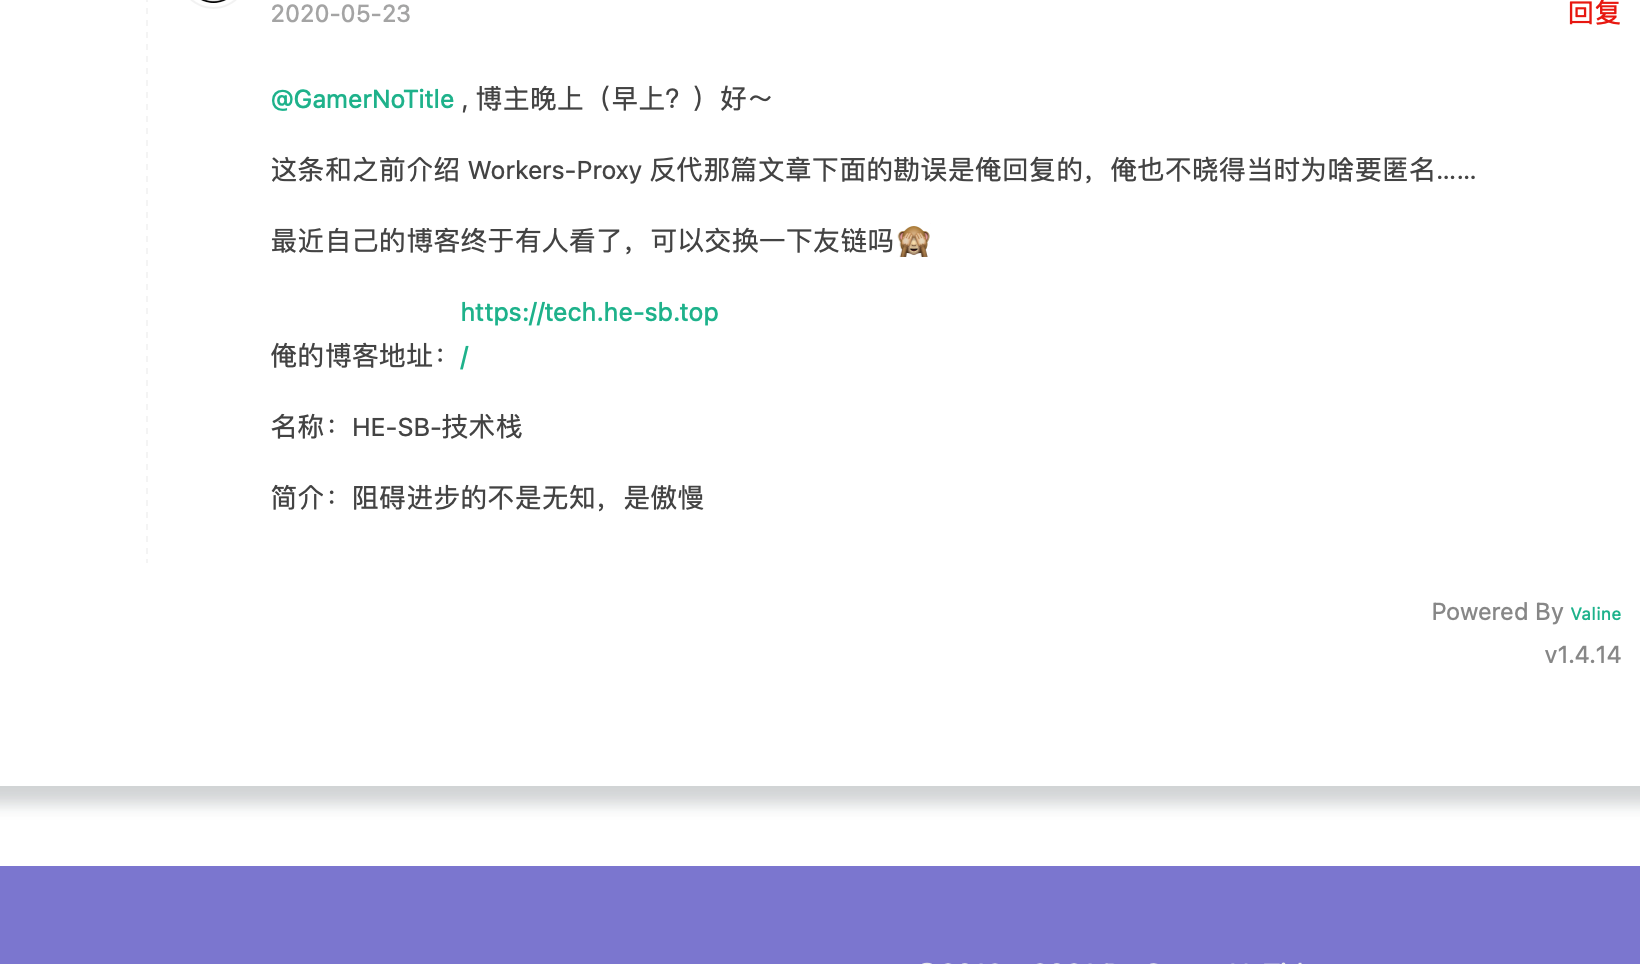 2020-05-23
回复
@GamerNoTitle , 博主晚上（早上？）好～
这条和之前介绍 Workers-Proxy 反代那篇文章下面的勘误是俺回复的，俺也不晓得当时为啥要匿名……
最近自己的博客终于有人看了，可以交换一下友链吗🙈
https://tech.he-sb.top
俺的博客地址：/
名称：HE-SB-技术栈
简介：阻碍进步的不是无知，是傲慢
Powered By Valine
v1.4.14